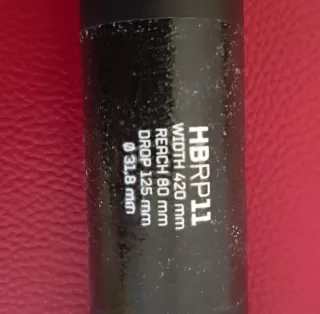 HBRP11
WIDTH 420 mm
REACH 80 mm
DROP 125 mm
Ø 31,8 mm